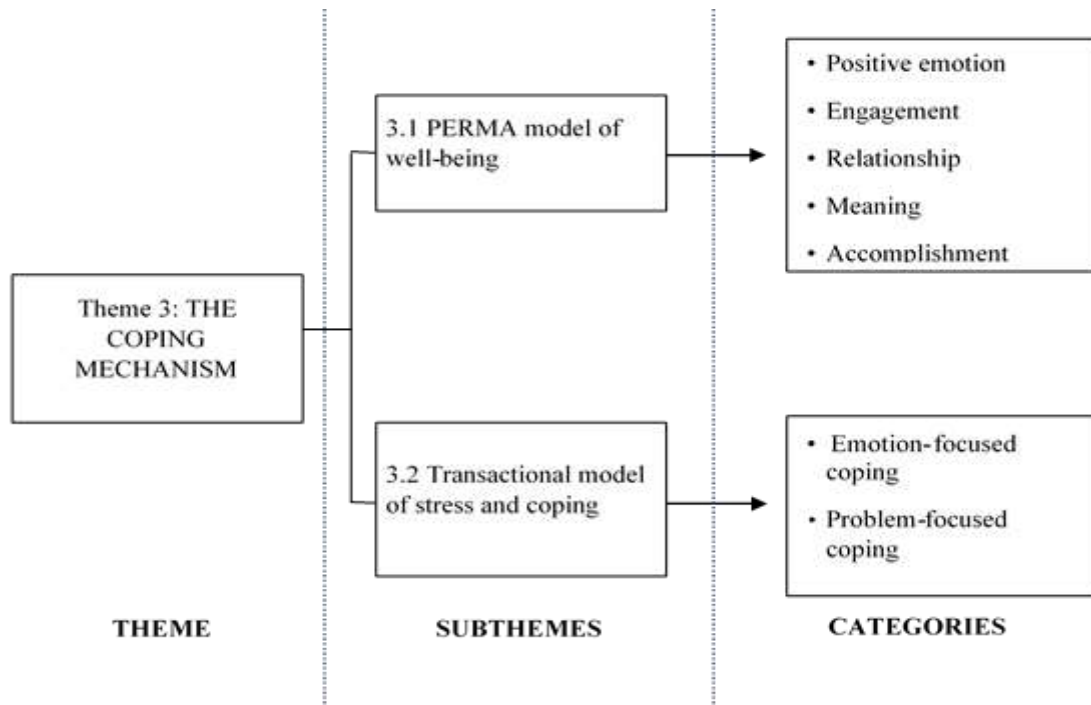 Theme 3: THE
COPING
MECHANISM
3.1 PERMA model of
well-being
3.2 Transactional model
of stress and coping
• Positive emotion
• Engagement
• Relationship
• Meaning
• Accomplishment
• Emotion-focused
coping
• Problem-focused
coping
THEME
SUBTHEMES
CATEGORIES